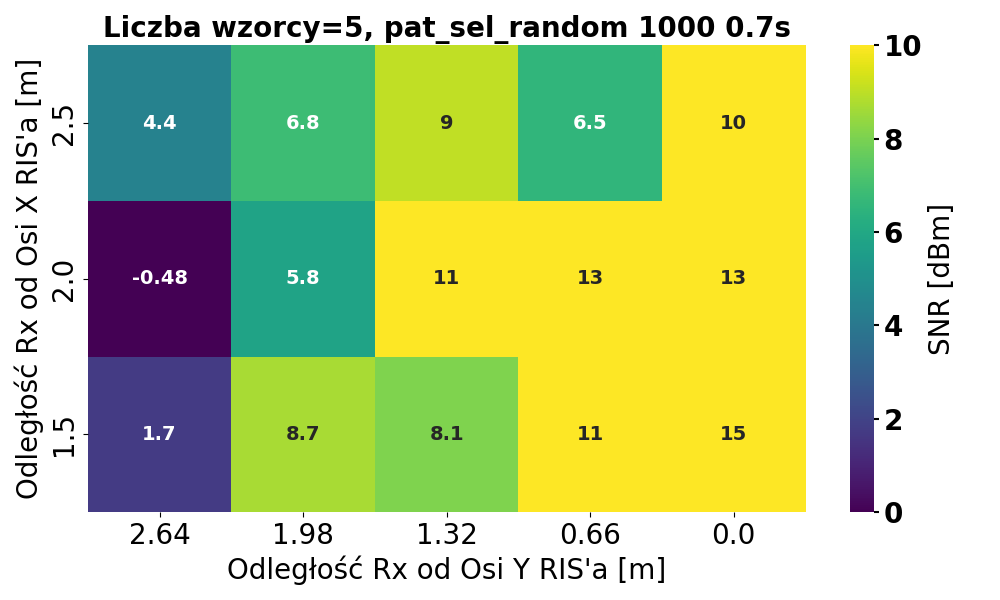 Liczba wzorcy=5, pat_sel_random 1000 0.7s
Odległość Rx od Osi X RIS'a [m]
2.5 4.4 6.8 9 6.5 10
2.0 -0.48 5.8 11 13 13
1.5 1.7 8.7 8.1 11 15
2.64 1.98 1.32 0.66 0.0
Odległość Rx od Osi Y RIS'a [m]
10
8
6
4
2
0
SNR [dBm]